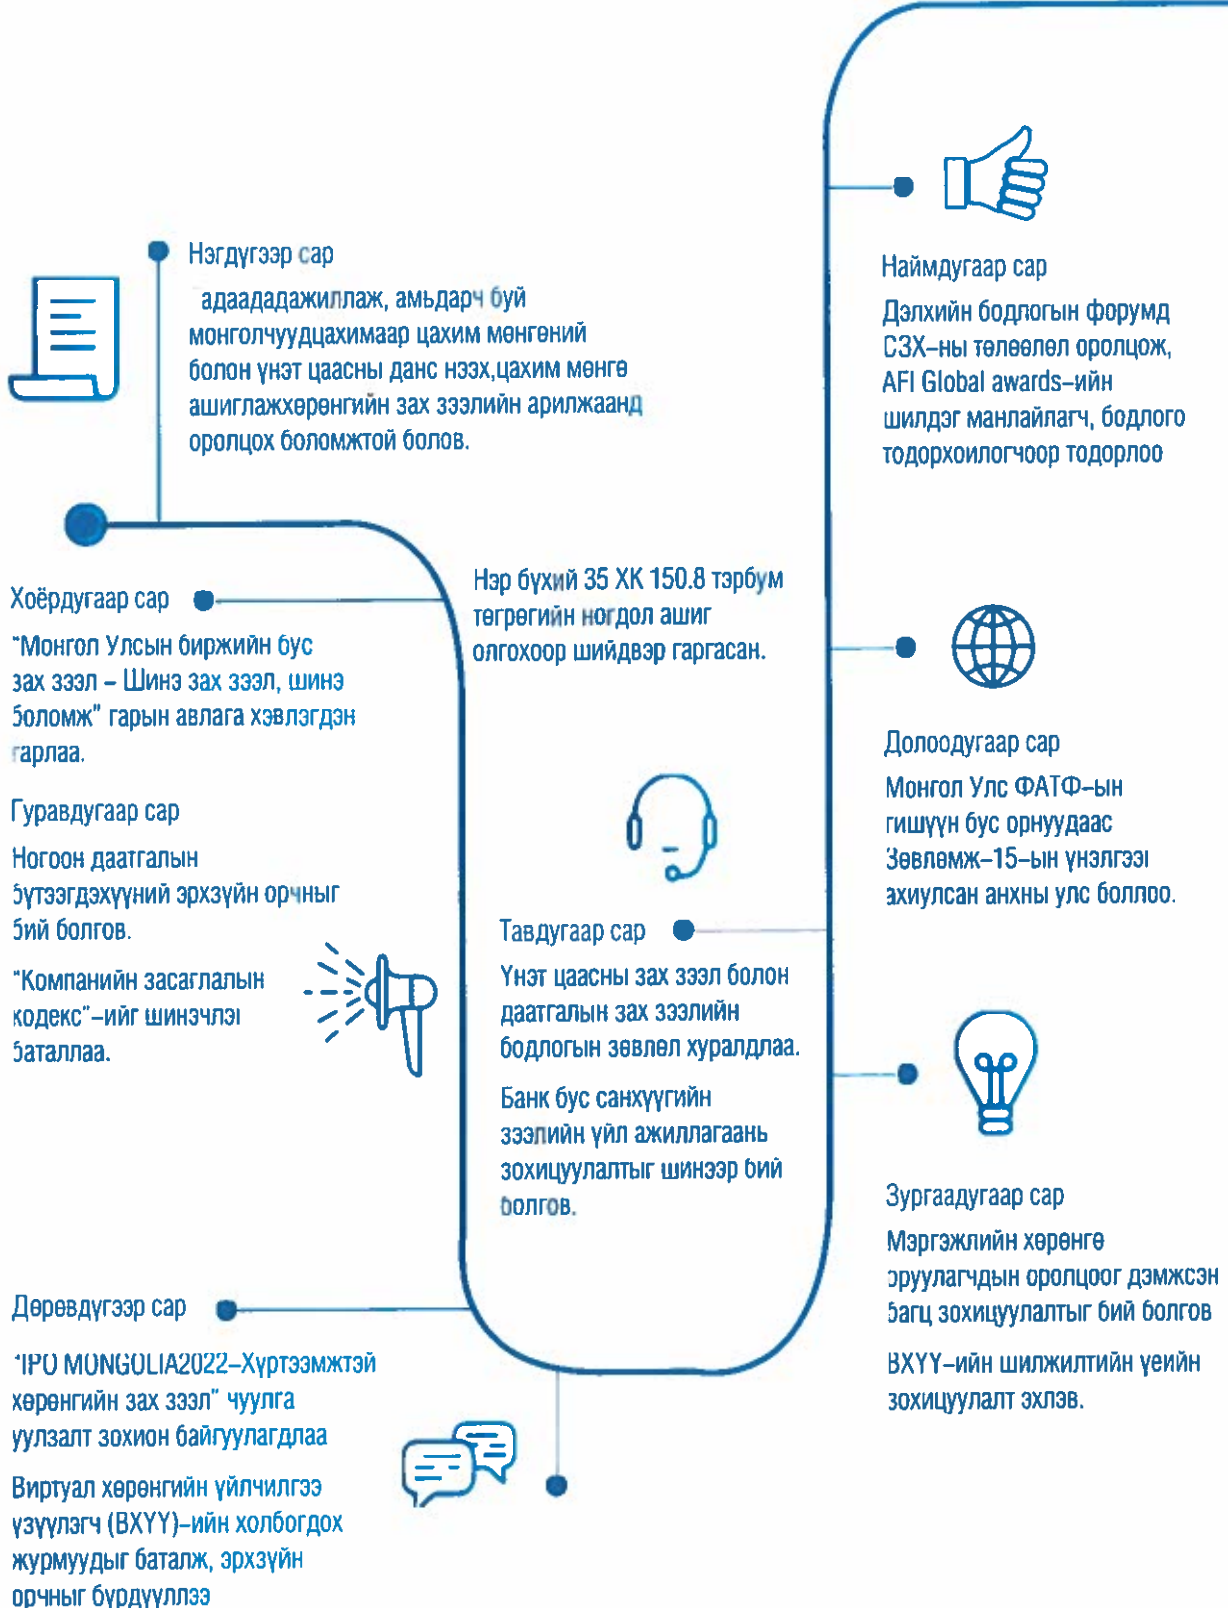 Нэгдүгээр сар
адаададажиллаж, амьдарч буй
монголчуудцахимаар цахим мөнгөний
болон үнэт цаасны данс нээх,цахим мөнгө
ашиглажхөрөнгийн зах зээлийн арилжаанд
оролцох боломжтой болов.
Хоёрдугаар сар
"Монгол Улсын биржийн бус
зах зээл – Шинэ зах зээл, шинэ
боломж" гарын авлага хэвлэгдэн
гарлаа.
Гуравдугаар сар
Ногоон даатгалын
бүтээгдэхүүний эрхзүйн орчныг
бий болгов.
"Компанийн засаглалын
кодекс"–ийг шинэчлэн
баталлаа.
Дөрөвдүгээр сар
"IPO MONGOLIA2022–Хүртээмжтэй
хөрөнгийн зах зээл" чуулга
уулзалт зохион байгуулагдлаа
Виртуал хөрөнгийн үйлчилгээ
үзүүлэгч (ВХҮҮ)–ийн холбогдох
журмуудыг баталж, эрхзүйн
орчныг бүрдүүллээ
Нэр бүхий 35 ХК 150.8 тэрбум
төгрөгийн ногдол ашиг
олгохоор шийдвэр гаргасан.
Тавдугаар сар
Үнэт цаасны зах зээл болон
даатгалын зах зээлийн
бодлогын зөвлөл хуралдлаа.
Банк бус санхүүгийн
зээлийн үйл ажиллагаань
зохицуулалтыг шинээр бий
болгов.
Наймдугаар сар
Дэлхийн бодлогын форумд
СЗХ–ны төлөөлөл оролцож,
AFI Global awards–ийн
шилдэг манлайлагч, бодлого
тодорхоилогчоор тодорлоо
Долоодугаар сар
Монгол Улс ФАТФ–ын
гишүүн бус орнуудаас
Зөвлөмж–15–ын үнэлгээг
ахиулсан анхны улс боллоо.
Зургаадугаар сар
Мэргэжлийн хөрөнгө
оруулагчдын оролцоог дэмжсэн
багц зохицуулалтыг бий болгов
ВХҮҮ–ийн шилжилтийн үеийн
зохицуулалт эхлэв.